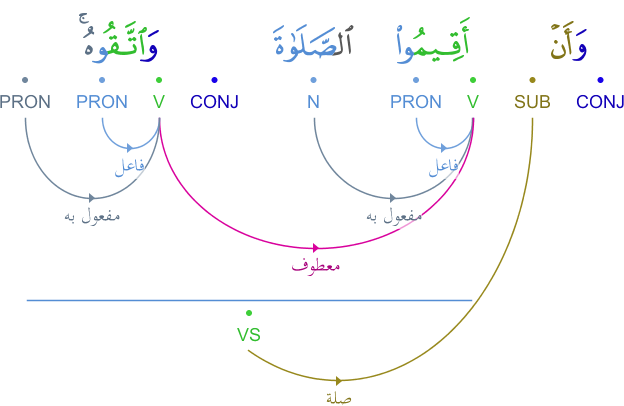 وَأَنْ أَقِيمُوا۟ ٱلصَّلَوٰةَ وَٱتَّقُوهُ ۚ
PRON PRON V CONJ N PRON V SUB CONJ
فاعل فاعل
مفعول به مفعول به
معطوف
VS
صلة